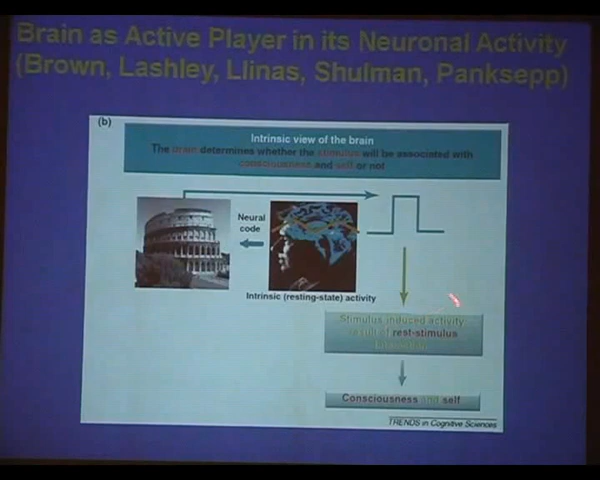 Brain as Active Player in its Neuronal Activity
(Brown, Lashley, Llinas, Shulman, Panksepp)
(b)
Intrinsic view of the brain
The brain determines whether the stimulus will be associated with
consciousness and self or not
Neural
code
Intrinsic (resting-state) activity
Stimulus induced activity
result of rest-stimulus
interaction
Consciousness and self
TRENDS in Cognitive Sciences